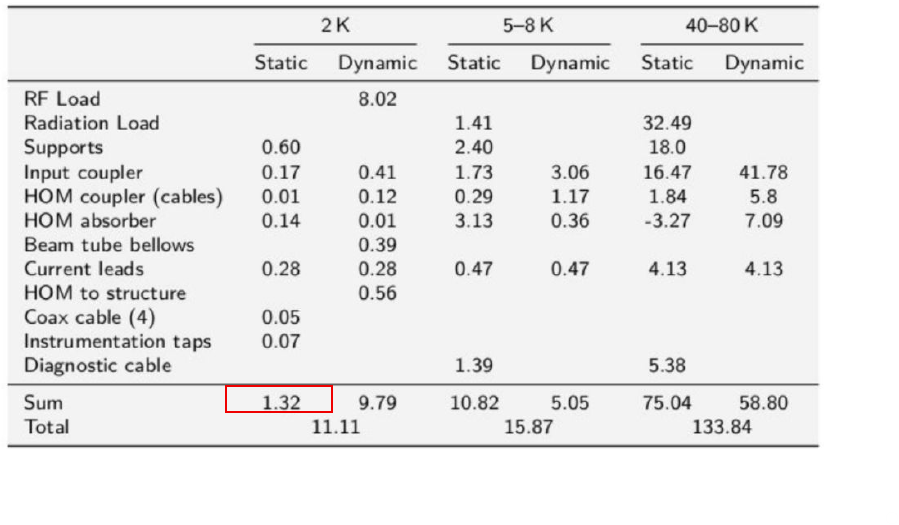 2 K 5–8 K 40–80 K
Static Dynamic Static Dynamic Static Dynamic
RF Load 8.02
Radiation Load 1.41 32.49
Supports 0.60 2.40 18.0
Input coupler 0.17 0.41 1.73 3.06 16.47 41.78
HOM coupler (cables) 0.01 0.12 0.29 1.17 1.84 5.8
HOM absorber 0.14 0.01 3.13 0.36 -3.27 7.09
Beam tube bellows 0.39
Current leads 0.28 0.28 0.47 0.47 4.13 4.13
HOM to structure 0.56
Coax cable (4) 0.05
Instrumentation taps 0.07
Diagnostic cable 1.39 5.38
Sum 1.32 9.79 10.82 5.05 75.04 58.80
Total 11.11 15.87 133.84